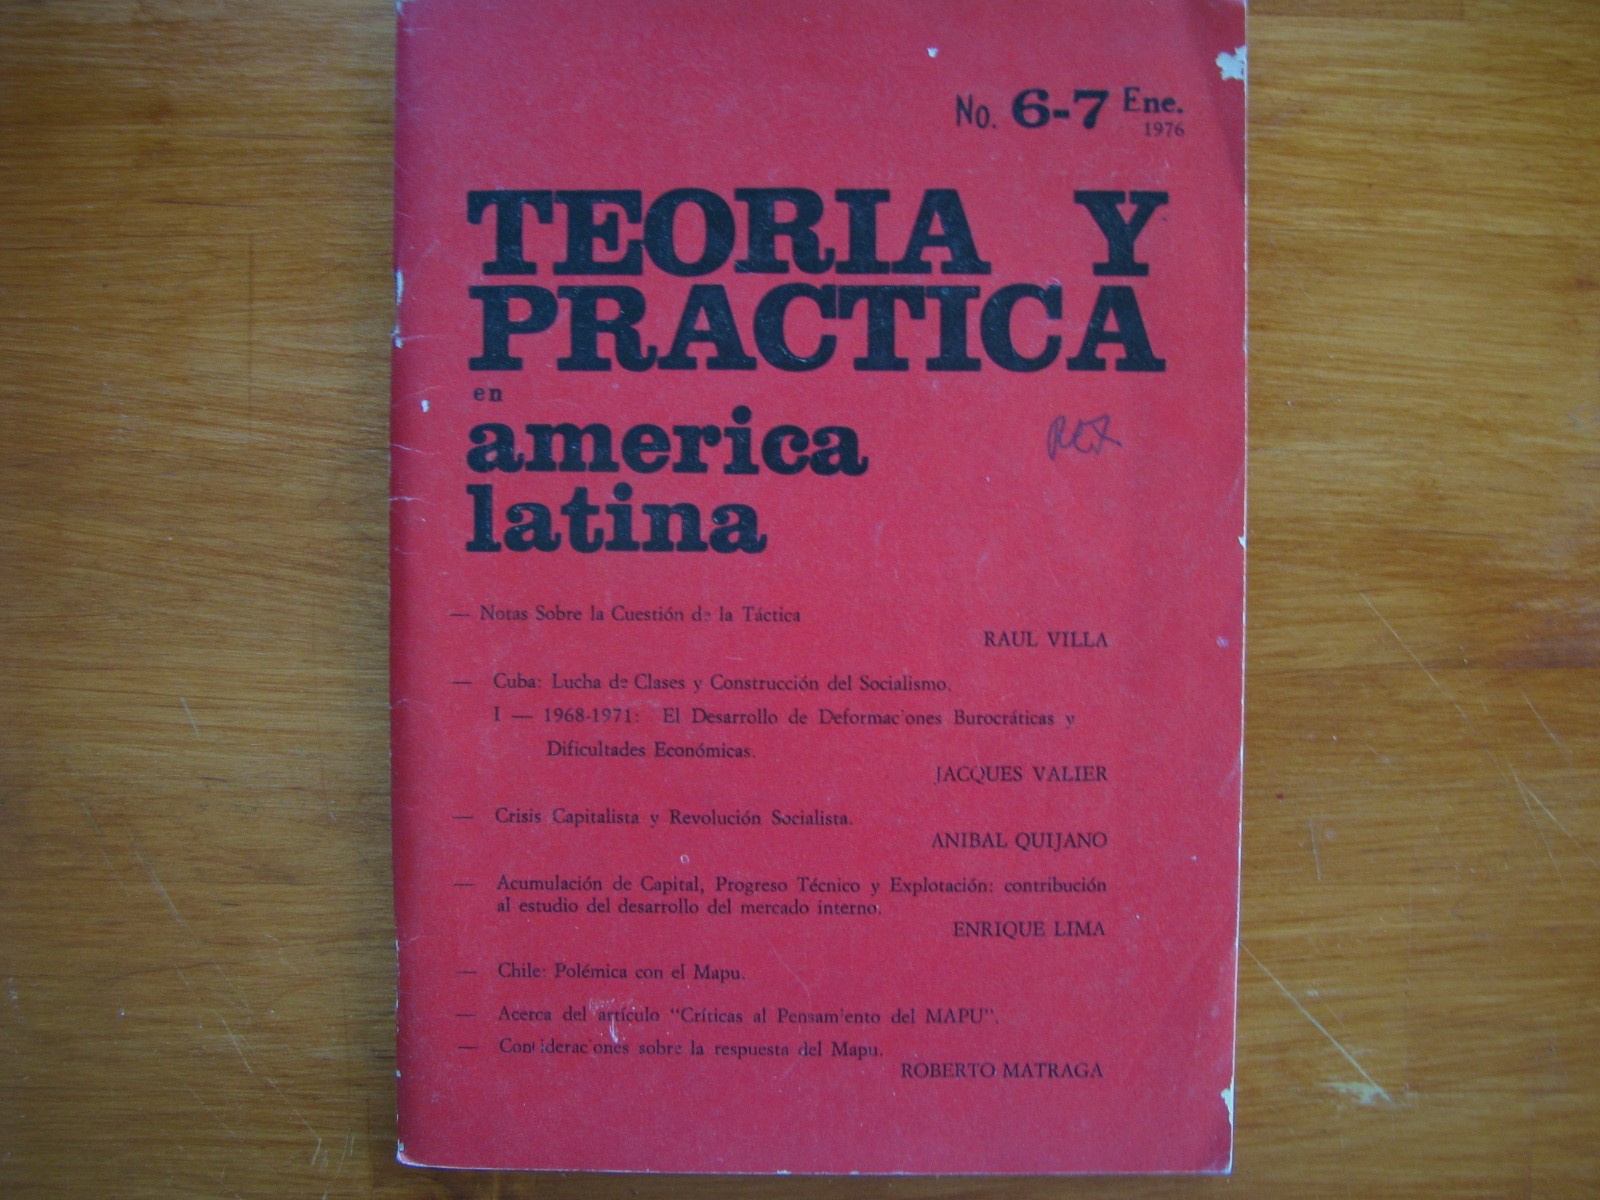 No. 6-7 Ene.
1976
TEORIA Y
PRACTICA
en
america
latina
— Notas Sobre la Cuestión de la Táctica
RAUL VILLA
— Cuba: Lucha de Clases y Construcción del Socialismo.
I — 1968-1971: El Desarrollo de Deformaciones Burocráticas y
Dificultades Económicas.
JACQUES VALIER
— Crisis Capitalista y Revolución Socialista.
ANIBAL QUIJANO
— Acumulación de Capital, Progreso Técnico y Explotación: contribución
al estudio del desarrollo del mercado interno.
ENRIQUE LIMA
— Chile: Polémica con el Mapu.
— Acerca del artículo "Críticas al Pensamiento del MAPU".
— Consideraciones sobre la respuesta del Mapu.
ROBERTO MATRAGA